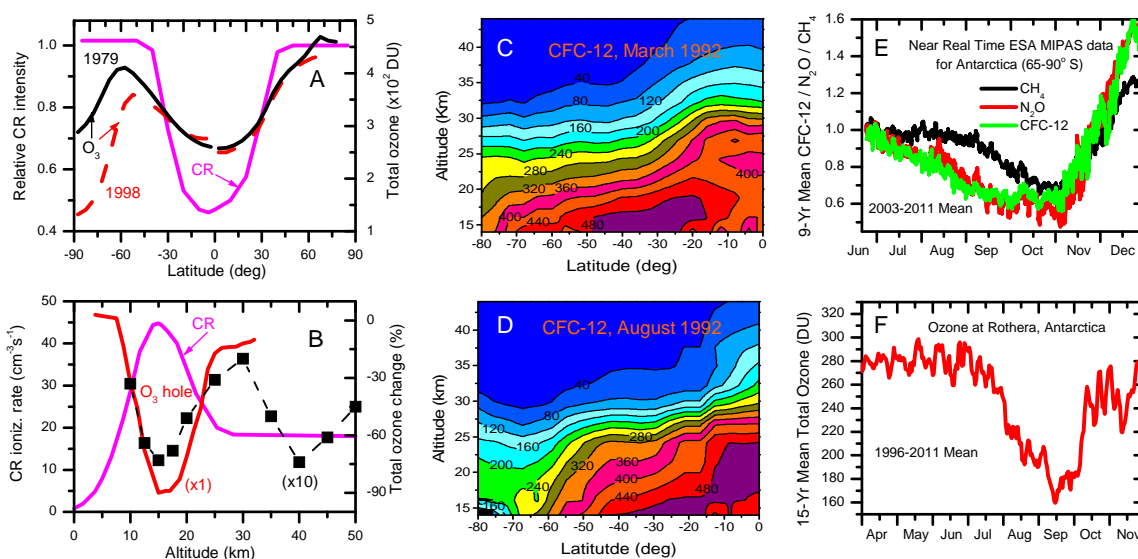 Relative CR intensity
1.0
0.8
0.6
0.4
1979
O3
1998
CR
A
5
4
3
2
1
Total ozone (x10² DU)
-90 -60 -30 0 30 60 90
Latitude (deg)
CR ioniz. rate (cm-3s-1)
50
45
40
35
30
25
20
15
10
5
0
CR
B
O3 hole
(x1)
(x10)
0
-30
-60
-90
Total ozone change (%)
0 10 20 30 40 50
Altitude (km)
C
CFC-12, March 1992
Altitude (Km)
40
35
30
25
20
15
40
80
120
160
200
240
280
320
360
400
440
480
400
-80 -70 -60 -50 -40 -30 -20 -10 0
Latitude (deg)
D
CFC-12, August 1992
Altitude (km)
40
35
30
25
20
15
40
80
120
160
200
240
280
320
360
400
440
480
160
-80 -70 -60 -50 -40 -30 -20 -10 0
Latitutde (deg)
9-Yr Mean CFC-12 / N2O / CH4
1.6
1.4
1.2
1.0
0.8
0.6
E
Near Real Time ESA MIPAS data
for Antarctica (65-90° S)
CH4
N2O
CFC-12
2003-2011 Mean
Jun Jul Aug Sep Oct Nov Dec
15- Yr Mean Total Ozone (DU)
320
300
280
260
240
220
200
180
160
F
Ozone at Rothera, Antarctica
1996-2011 Mean
Apr May Jun Jul Aug Sep Oct Nov